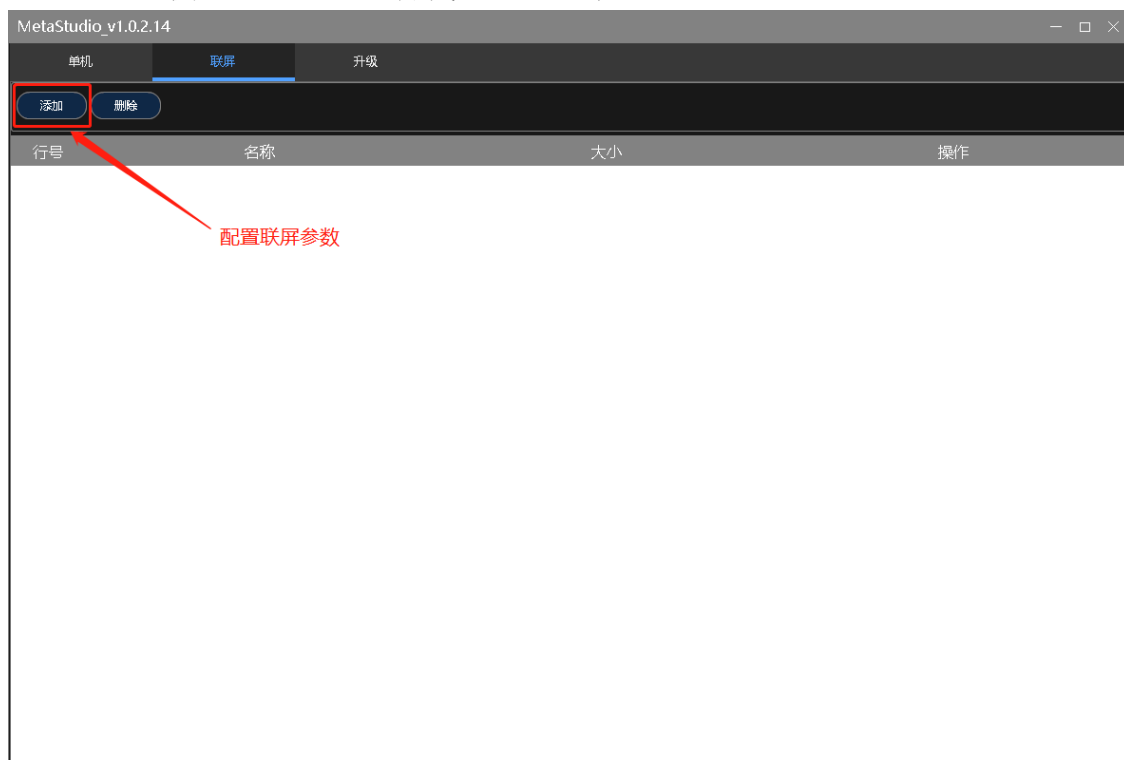 MetaStudio_v1.0.2.14
单机 联屏 升级
添加 删除
行号 名称 大小 操作
配置联屏参数